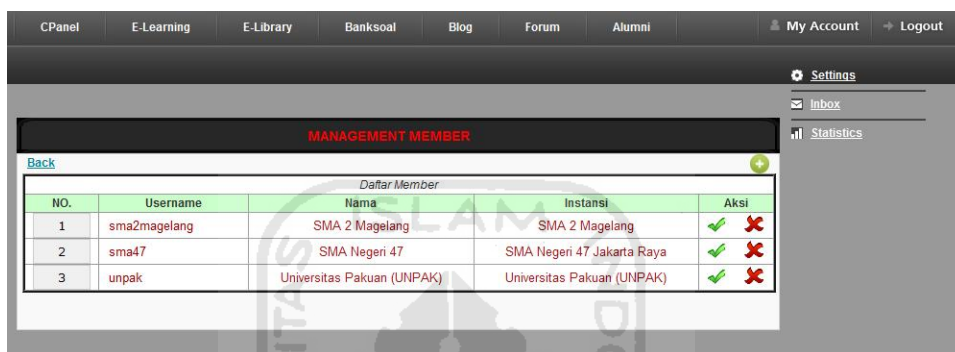 CPanel E-Learning E-Library Banksoal Blog Forum Alumni My Account Logout
Settings
Inbox
Statistics
MANAGEMENT MEMBER
Back
Daftar Member
NO. Username Nama Instansi Aksi
1 sma2magelang SMA 2 Magelang SMA 2 Magelang
2 sma47 SMA Negeri 47 SMA Negeri 47 Jakarta Raya
3 unpak Universitas Pakuan (UNPAK) Universitas Pakuan (UNPAK)
ISLAM